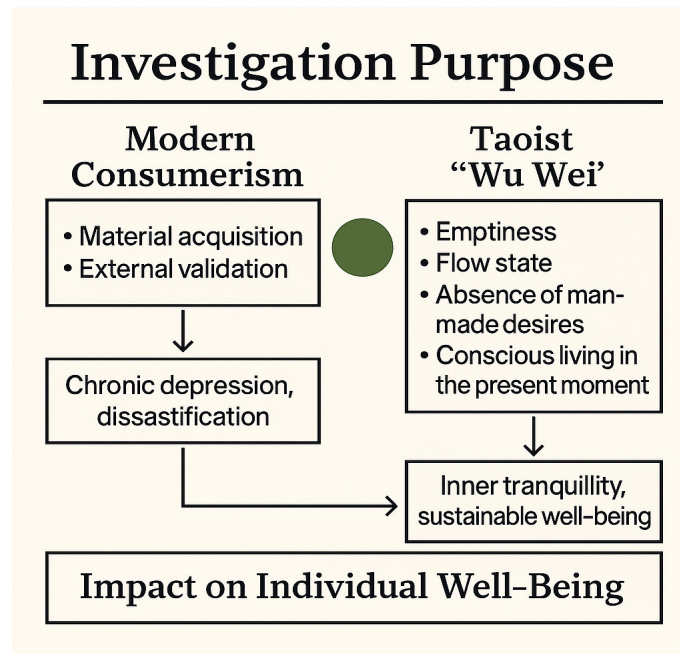 Investigation Purpose
Modern
Consumerism
• Material acquisition
• External validation
Chronic depression,
dissastification
Taoist
“Wu Wei’
• Emptiness
• Flow state
• Absence of man-
made desires
• Conscious living in
the present moment
Inner tranquillity,
sustainable well-being
Impact on Individual Well-Being